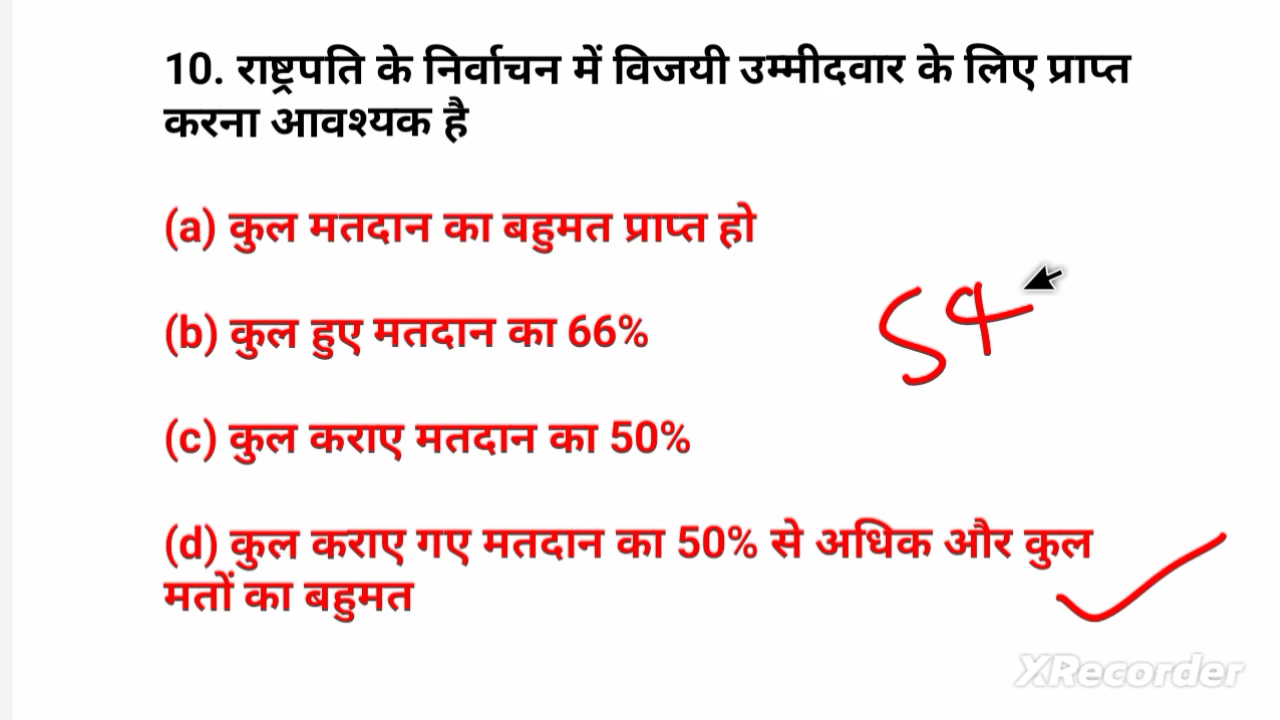 10. राष्ट्रपति के निर्वाचन में विजयी उम्मीदवार के लिए प्राप्त
करना आवश्यक है
(a) कुल मतदान का बहुमत प्राप्त हो
(b) कुल हुए मतदान का 66%
54
(c) कुल कराए मतदान का 50%
(d) कुल कराए गए मतदान का 50% से अधिक और कुल
मतों का बहुमत
XRecorder